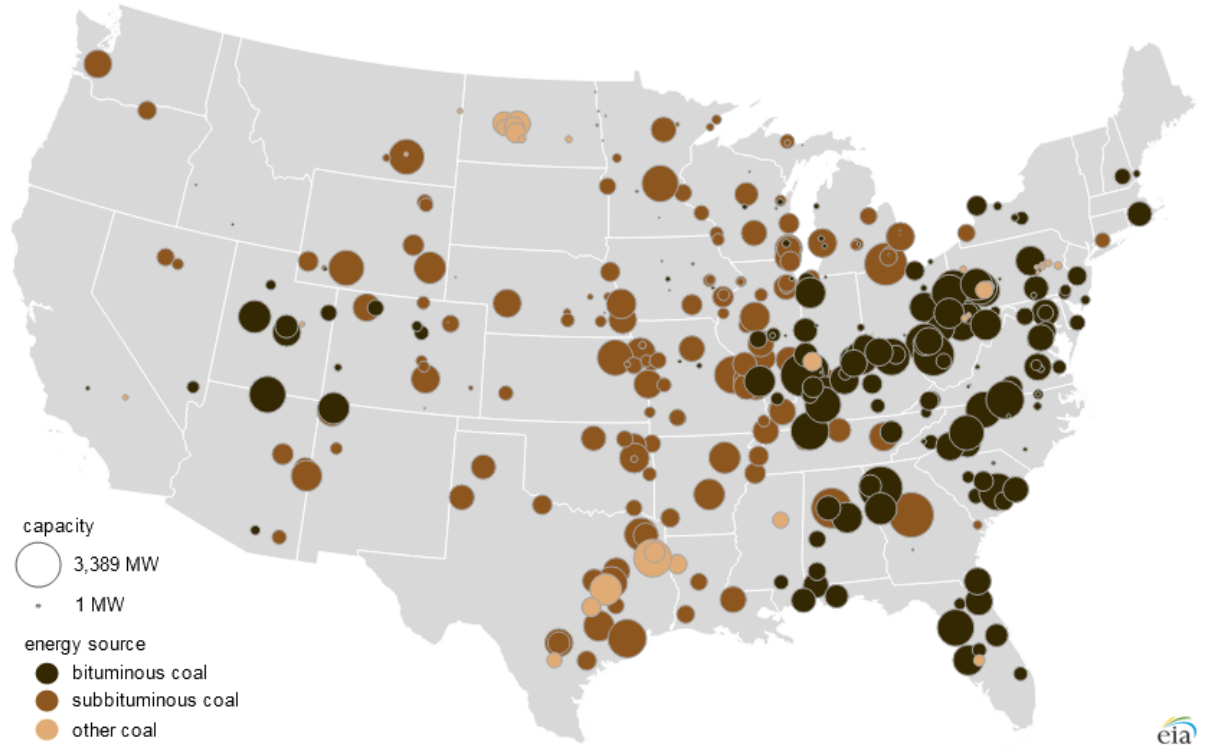 capacity
3,389 MW
1 MW
energy source
bituminous coal
subbituminous coal
other coal
eia